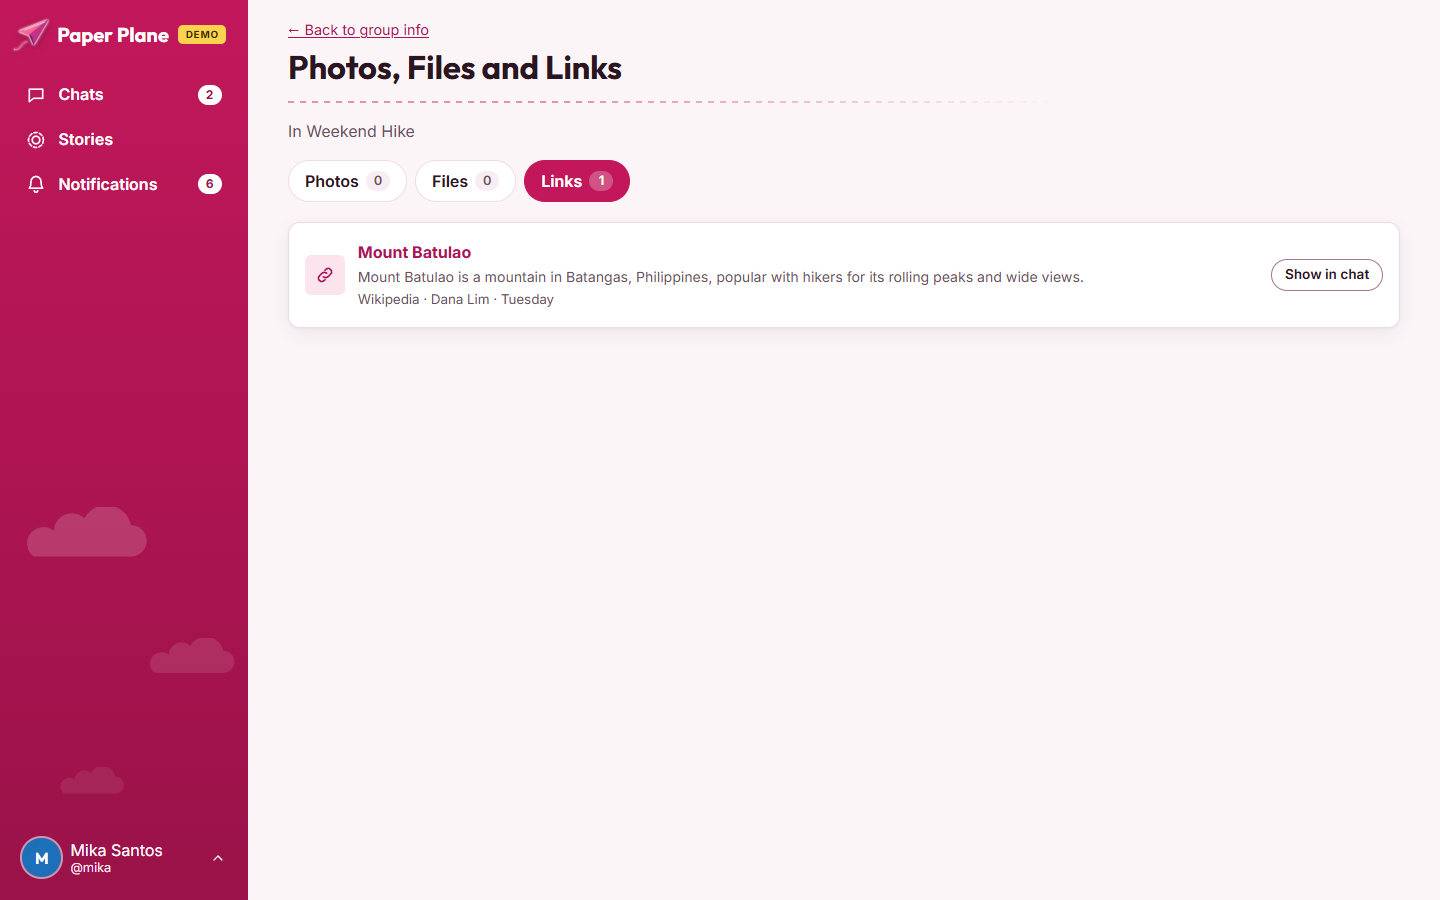 Paper Plane DEMO
Chats 2
Stories
Notifications 6
← Back to group info
Photos, Files and Links
In Weekend Hike
Photos 0 Files 0 Links 1
Mount Batulao
Mount Batulao is a mountain in Batangas, Philippines, popular with hikers for its rolling peaks and wide views.
Wikipedia · Dana Lim · Tuesday
Show in chat
M
Mika Santos
@mika